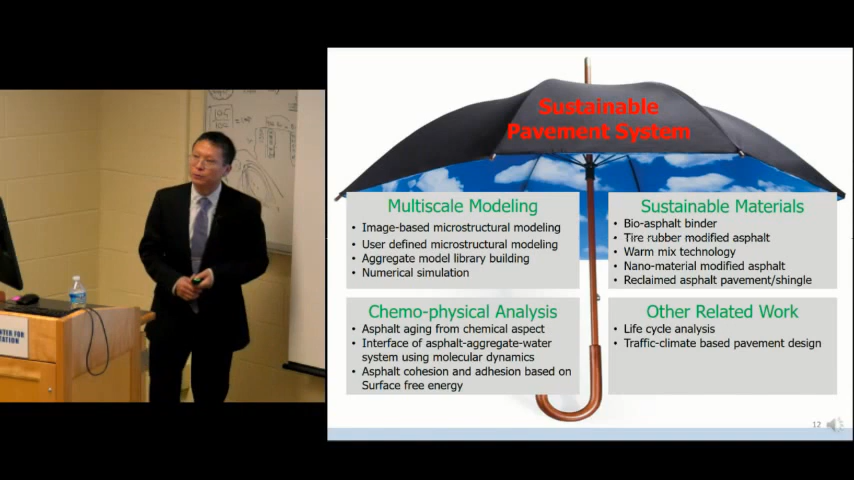 Sustainable
Pavement System
Multiscale Modeling
• Image-based microstructural modeling
• User defined microstructural modeling
• Aggregate model library building
• Numerical simulation
Sustainable Materials
• Bio-asphalt binder
• Tire rubber modified asphalt
• Warm mix technology
• Nano-material modified asphalt
• Reclaimed asphalt pavement/shingle
Chemo-physical Analysis
• Asphalt aging from chemical aspect
• Interface of asphalt-aggregate-water
system using molecular dynamics
• Asphalt cohesion and adhesion based on
Surface free energy
Other Related Work
• Life cycle analysis
• Traffic-climate based pavement design
12
FOR